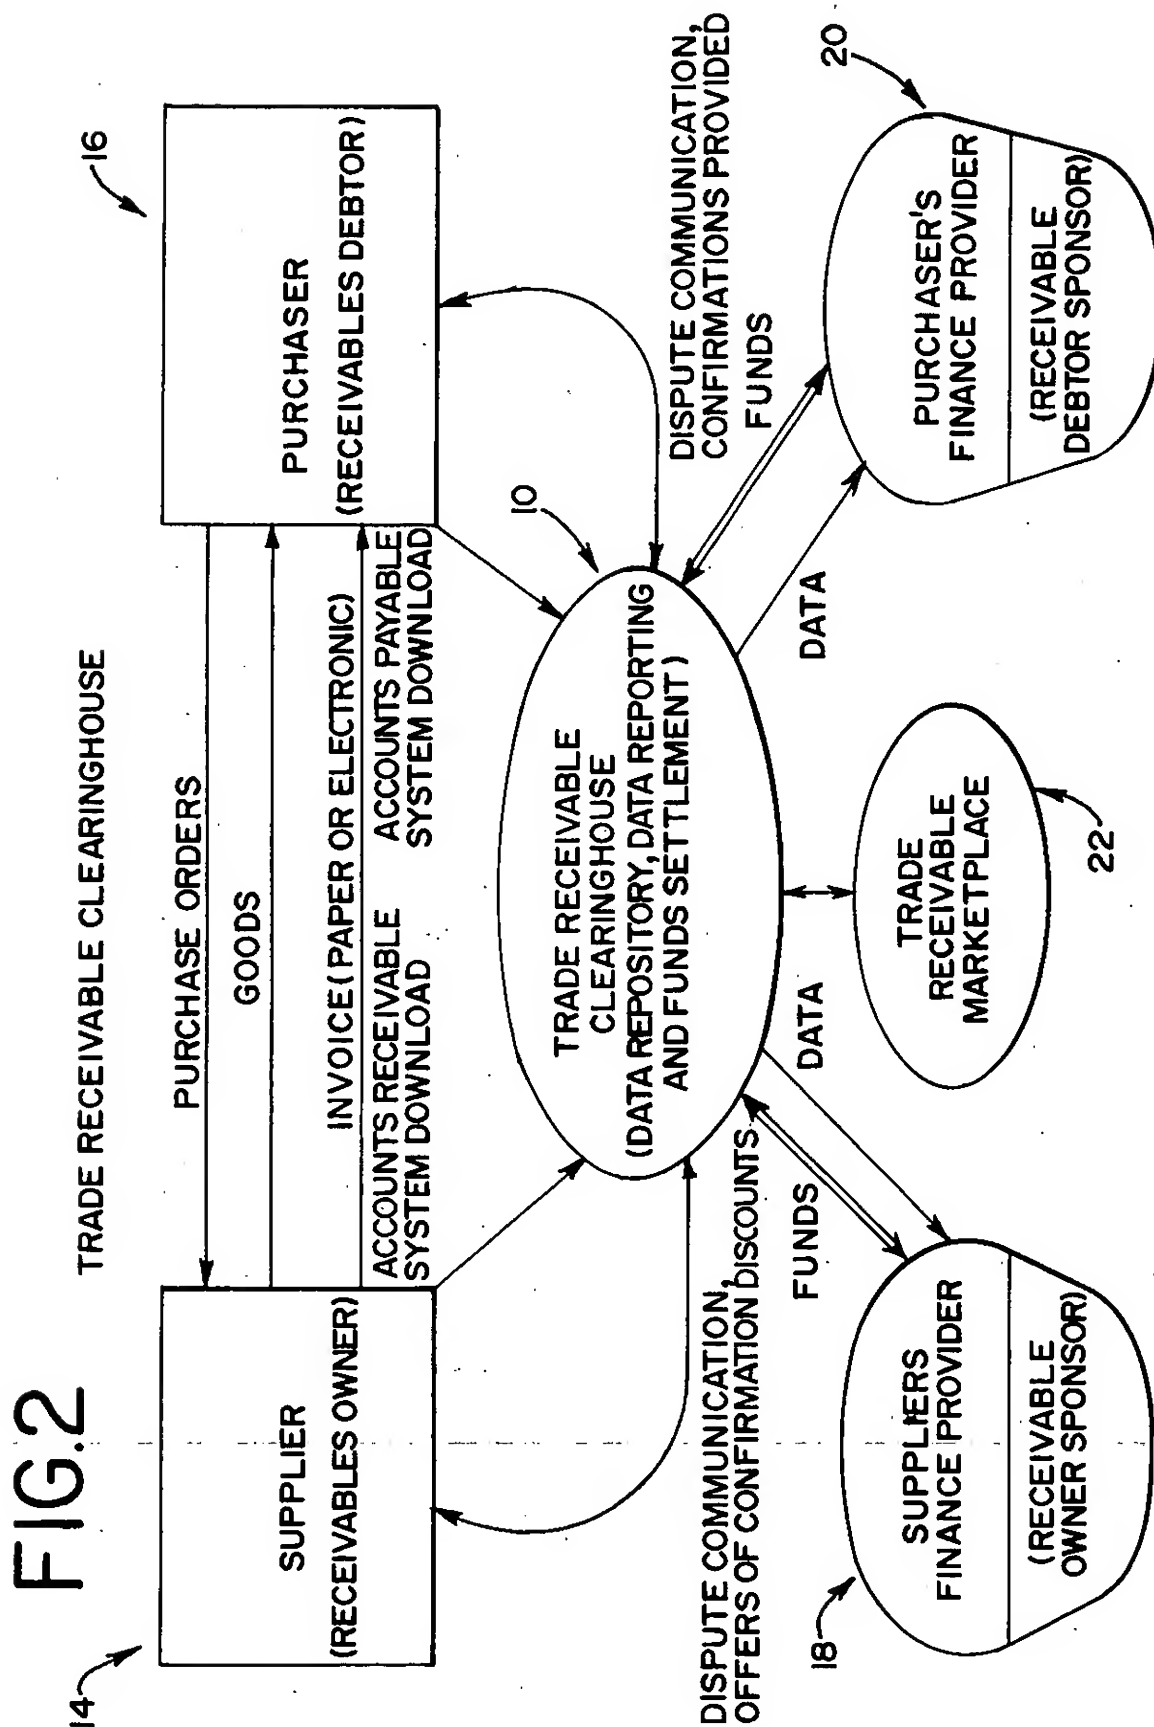 FIG.2
TRADE RECEIVABLE CLEARINGHOUSE
14
16
SUPPLIER
(RECEIVABLES OWNER)
PURCHASE ORDERS
GOODS
INVOICE(PAPER OR ELECTRONIC)
PURCHASER
(RECEIVABLES DEBTOR)
ACCOUNTS RECEIVABLE
SYSTEM DOWNLOAD
ACCOUNTS PAYABLE
SYSTEM DOWNLOAD
10
TRADE RECEIVABLE
CLEARINGHOUSE
(DATA REPOSITORY, DATA REPORTING
AND FUNDS SETTLEMENT)
DISPUTE COMMUNICATION,
OFFERS OF CONFIRMATION DISCOUNTS
DISPUTE COMMUNICATION,
CONFIRMATIONS PROVIDED
FUNDS
DATA
DATA
FUNDS
18
SUPPLIERS
FINANCE PROVIDER
(RECEIVABLE
OWNER SPONSOR)
TRADE
RECEIVABLE
MARKETPLACE
22
20
PURCHASER'S
FINANCE PROVIDER
(RECEIVABLE
DEBTOR SPONSOR)